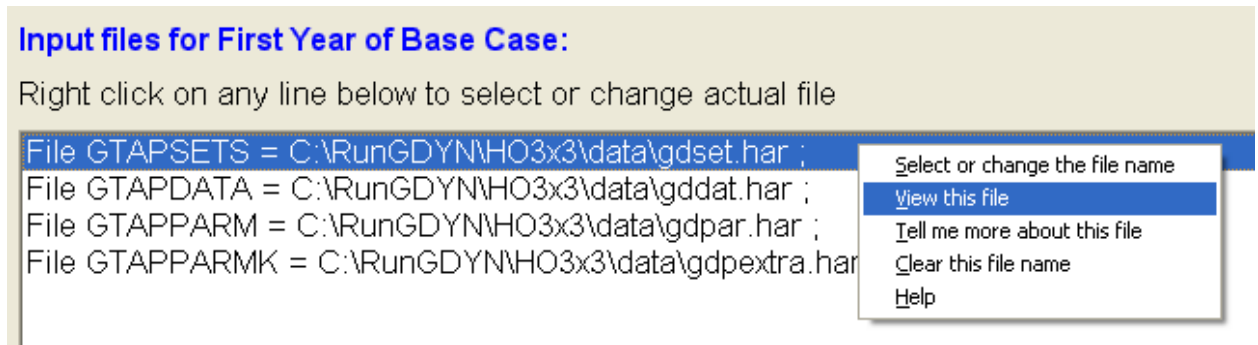 Input files for First Year of Base Case:
Right click on any line below to select or change actual file
File GTAPSETS = C:\RunGDYN\HO3x3\data\gdset.har ;
File GTAPDATA = C:\RunGDYN\HO3x3\data\gddat.har ;
File GTAPPARM = C:\RunGDYN\HO3x3\data\gdpar.har ;
File GTAPPARMK = C:\RunGDYN\HO3x3\data\gdpextra.har
Select or change the file name
View this file
Tell me more about this file
Clear this file name
Help